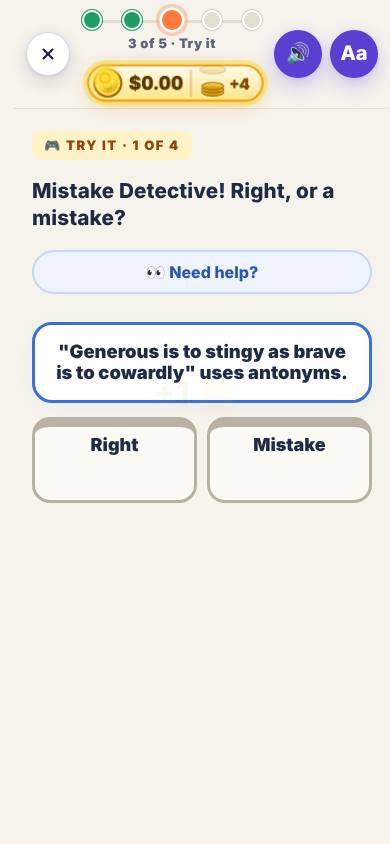 3 of 5 · Try it
$0.00
+4
Aa
TRY IT · 1 OF 4
Mistake Detective! Right, or a
mistake?
Need help?
"Generous is to stingy as brave
is to cowardly" uses antonyms.
Right
Mistake